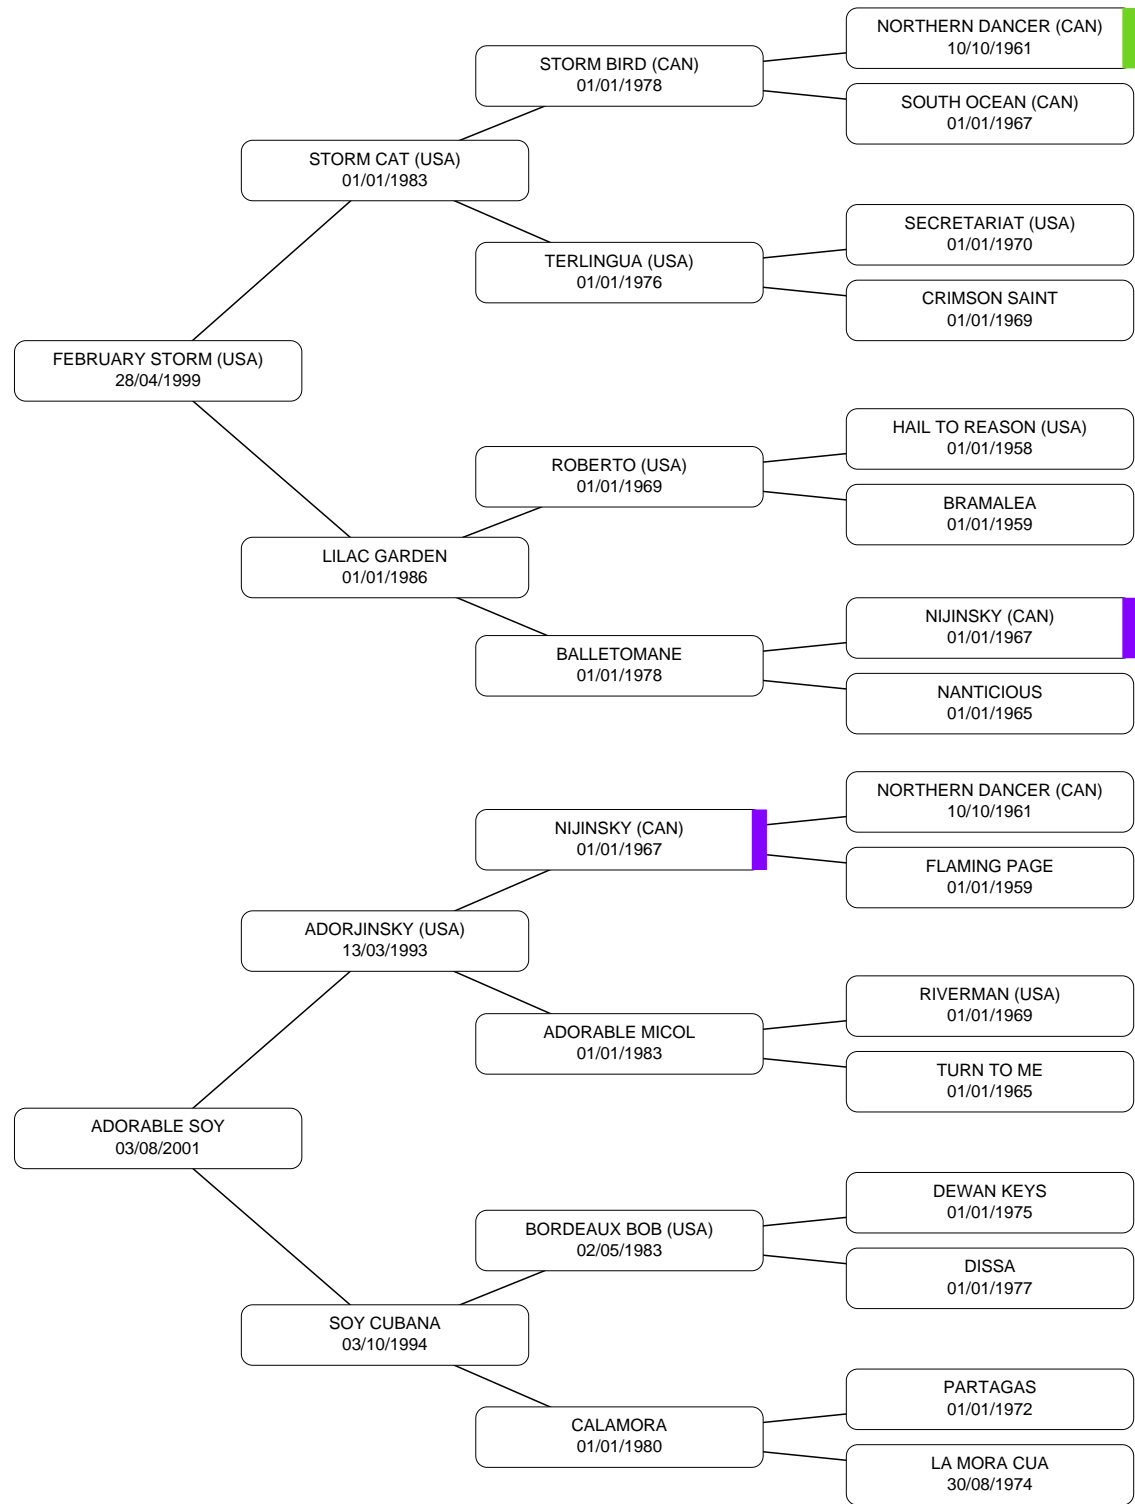 NORTHERN DANCER (CAN)
10/10/1961
STORM BIRD (CAN)
01/01/1978
SOUTH OCEAN (CAN)
01/01/1967
STORM CAT (USA)
01/01/1983
SECRETARIAT (USA)
01/01/1970
TERLINGUA (USA)
01/01/1976
CRIMSON SAINT
01/01/1969
FEBRUARY STORM (USA)
28/04/1999
HAIL TO REASON (USA)
01/01/1958
ROBERTO (USA)
01/01/1969
BRAMALEA
01/01/1959
LILAC GARDEN
01/01/1986
NIJINSKY (CAN)
01/01/1967
BALLETOMANE
01/01/1978
NANTICIOUS
01/01/1965
NORTHERN DANCER (CAN)
10/10/1961
NIJINSKY (CAN)
01/01/1967
FLAMING PAGE
01/01/1959
ADORJINSKY (USA)
13/03/1993
RIVERMAN (USA)
01/01/1969
ADORABLE MICOL
01/01/1983
TURN TO ME
01/01/1965
ADORABLE SOY
03/08/2001
DEWAN KEYS
01/01/1975
BORDEAUX BOB (USA)
02/05/1983
DISSA
01/01/1977
SOY CUBANA
03/10/1994
PARTAGAS
01/01/1972
CALAMORA
01/01/1980
LA MORA CUA
30/08/1974